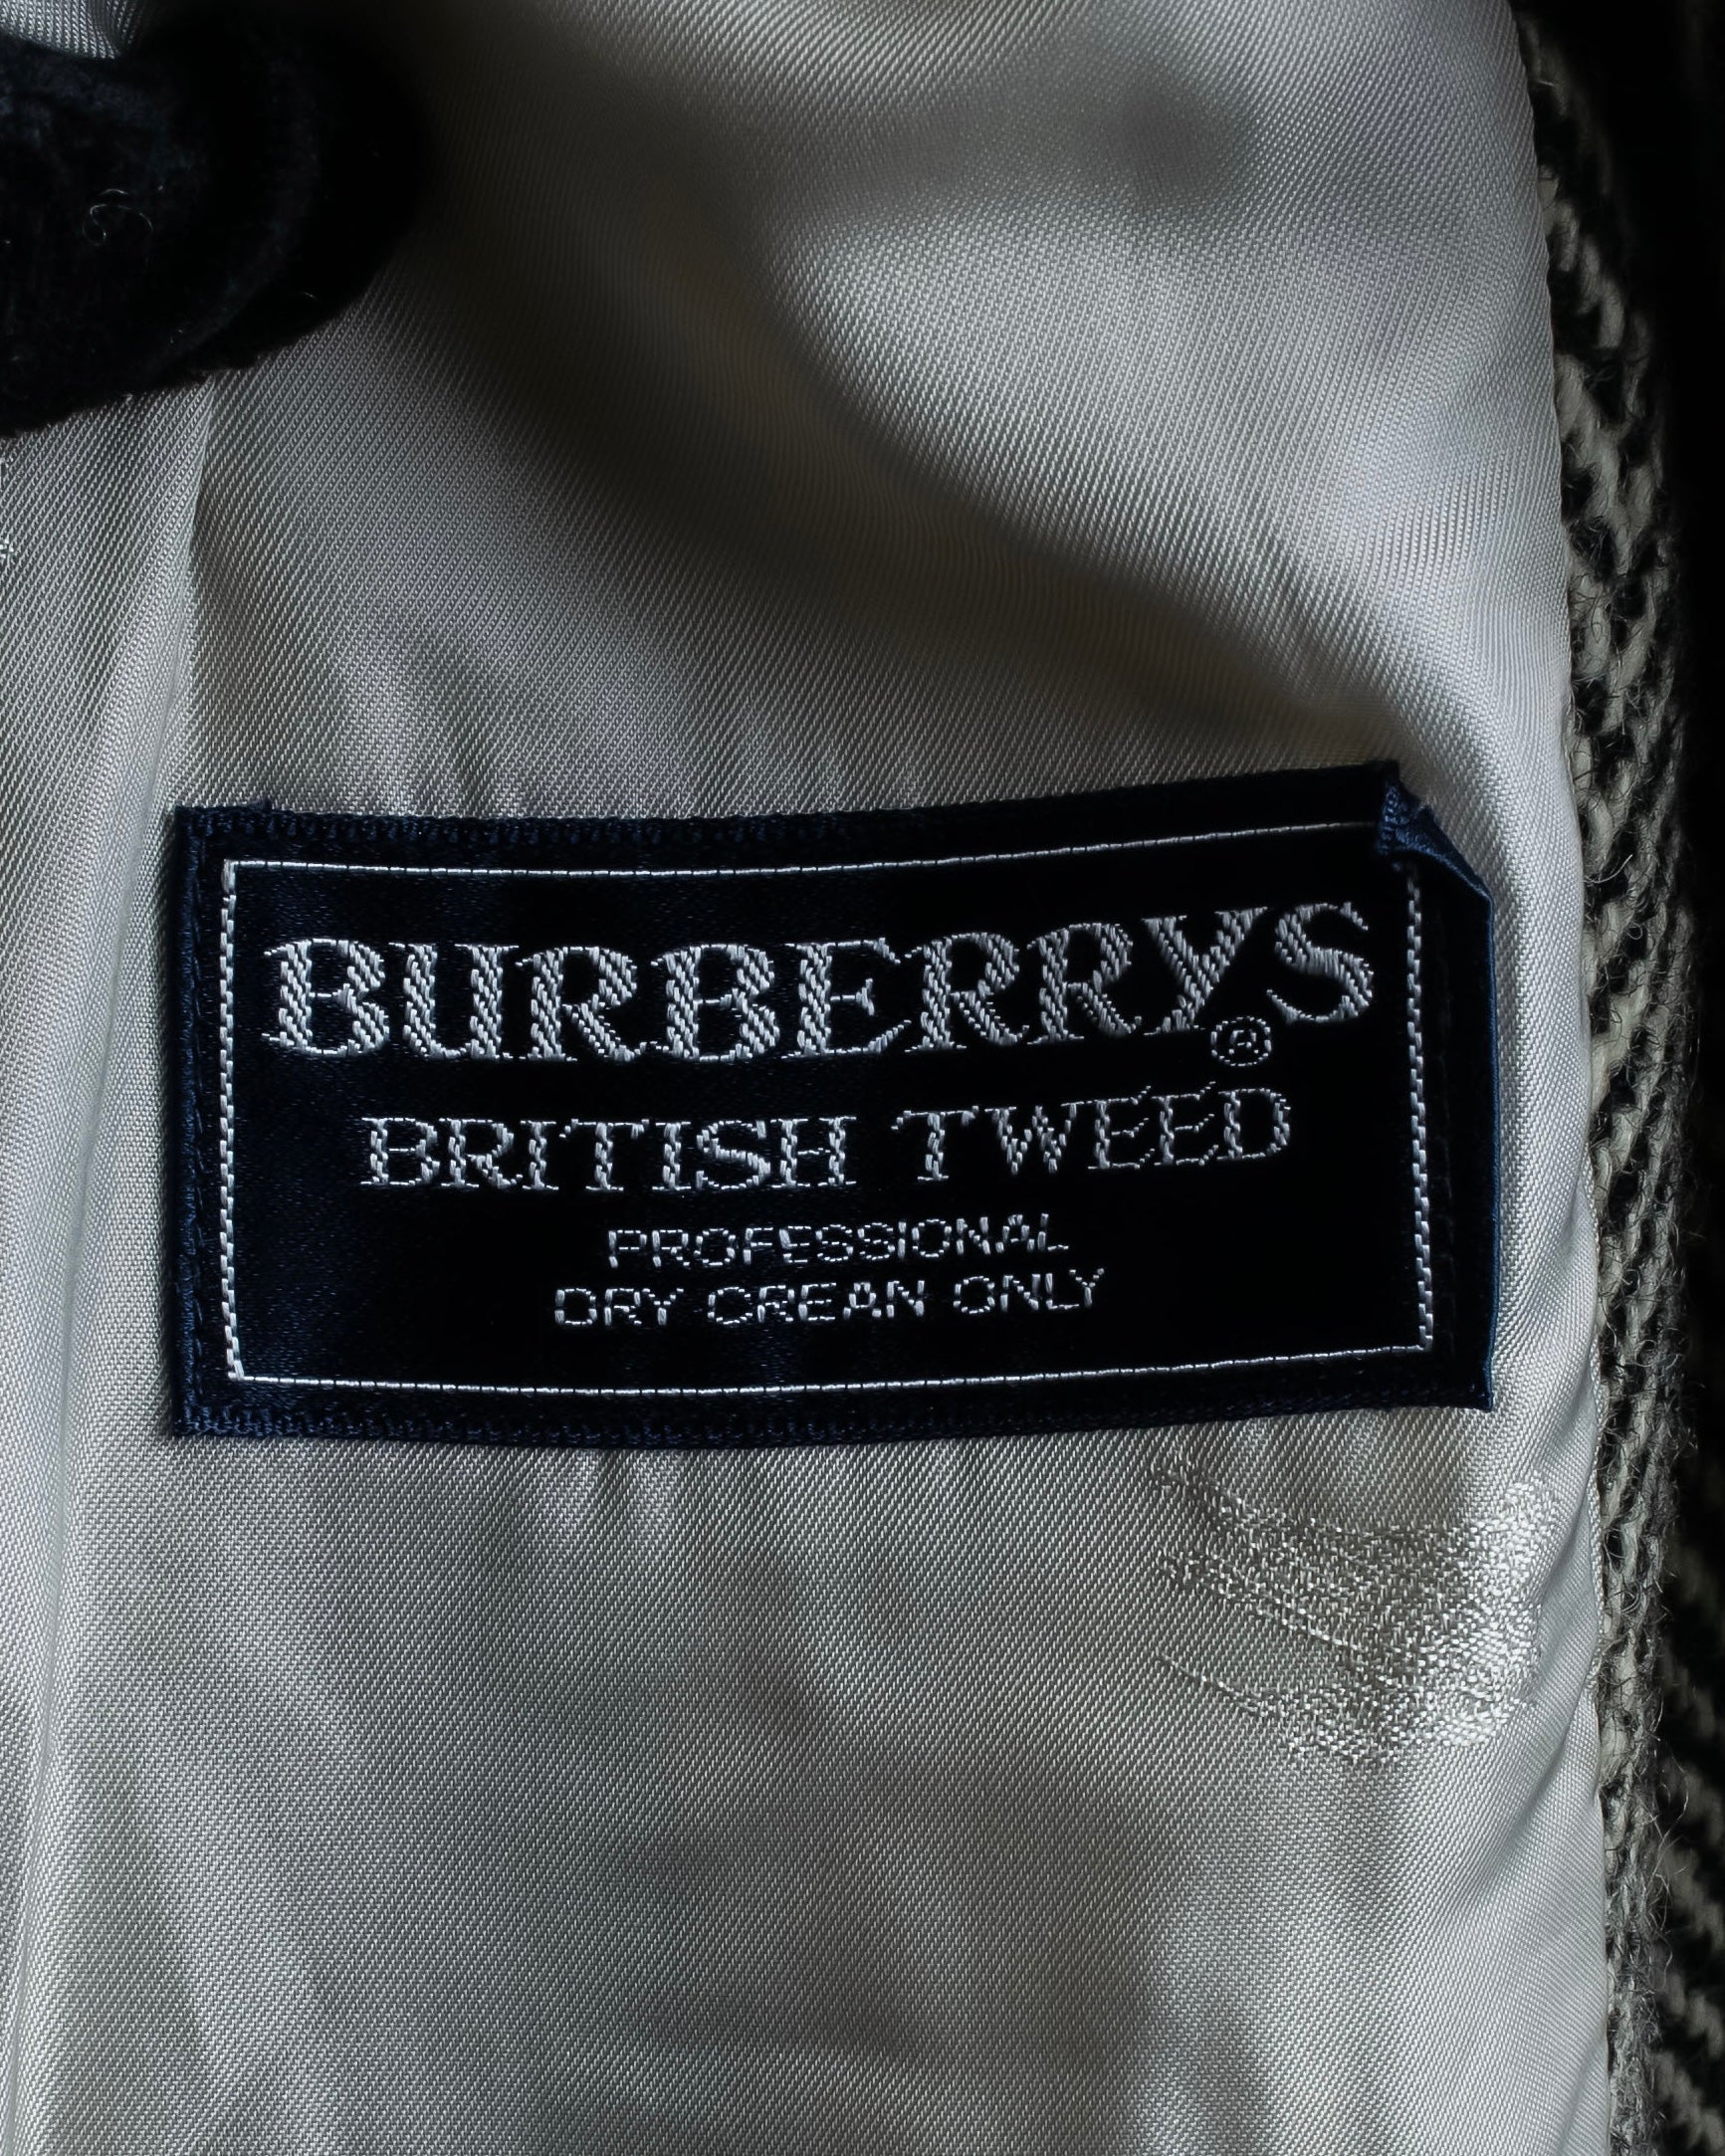 BURBERRYS
®
BRITISH TWEED
PROFESSIONAL
DRY CREAN ONLY